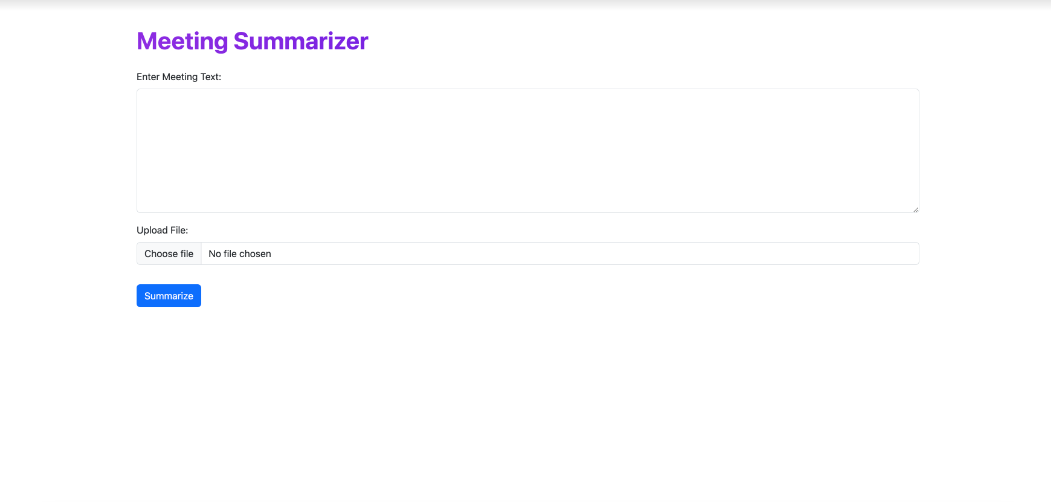 Meeting Summarizer
Enter Meeting Text:
Upload File:
Choose file No file chosen
Summarize